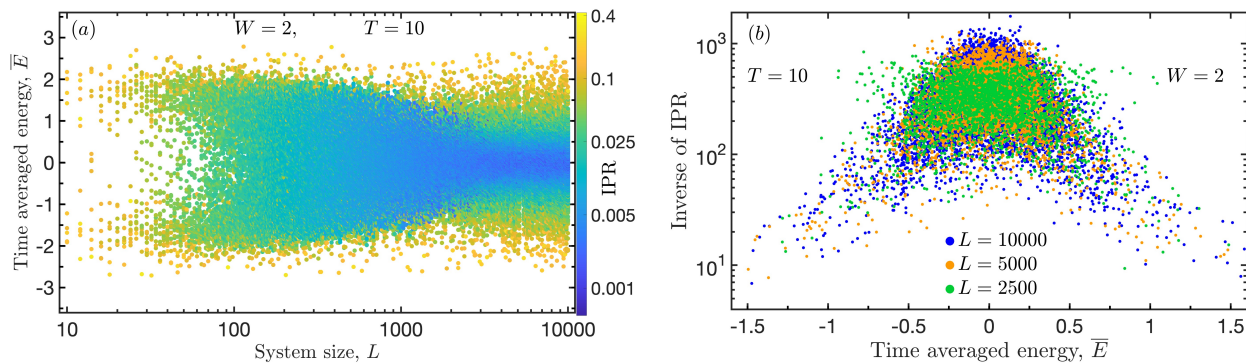 (a) W = 2, T = 10
Time averaged energy, E̅
3
2
1
0
-1
-2
-3
10 100 1000 10000
System size, L
0.4
0.1
0.025
0.005
0.001
IPR
(b)
T = 10 W = 2
Inverse of IPR
10³
10²
10¹
L = 10000
L = 5000
L = 2500
-1.5 -1 -0.5 0 0.5 1 1.5
Time averaged energy, E̅